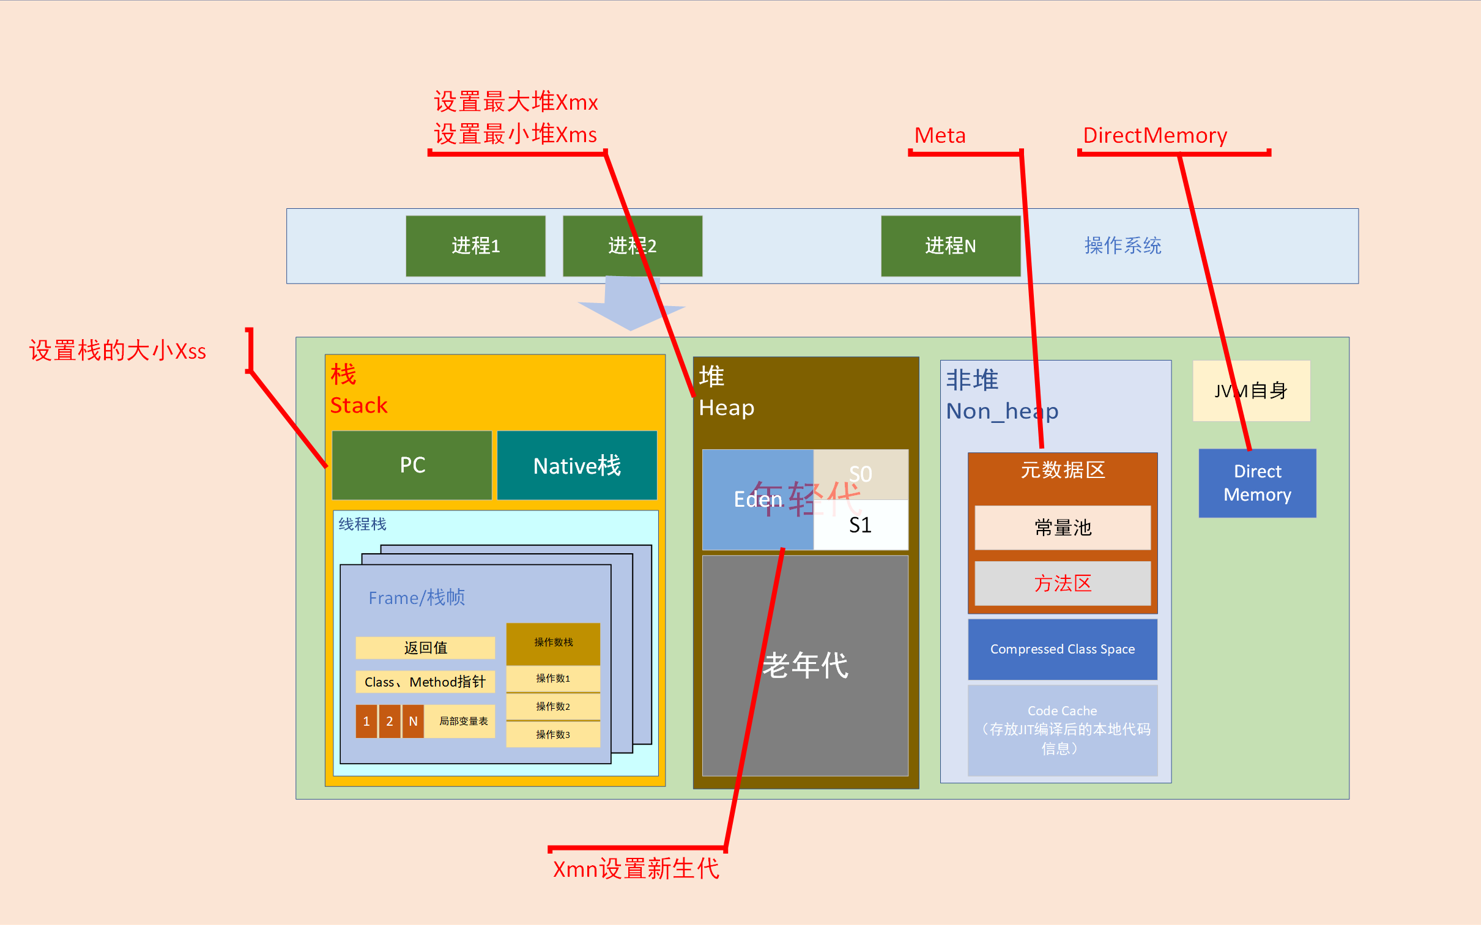 设置最大堆Xmx
设置最小堆Xms
Meta
DirectMemory
进程1
进程2
进程N
操作系统
设置栈的大小Xss
栈
Stack
PC
Native栈
线程栈
Frame/栈帧
返回值
Class、Method指针
1
2
N
局部变量表
操作数栈
操作数1
操作数2
操作数3
堆
Heap
年轻代
Eden
S0
S1
老年代
非堆
Non_heap
元数据区
常量池
方法区
Compressed Class Space
Code Cache
（存放JIT编译后的本地代码
信息）
JVM自身
Direct
Memory
Xmn设置新生代